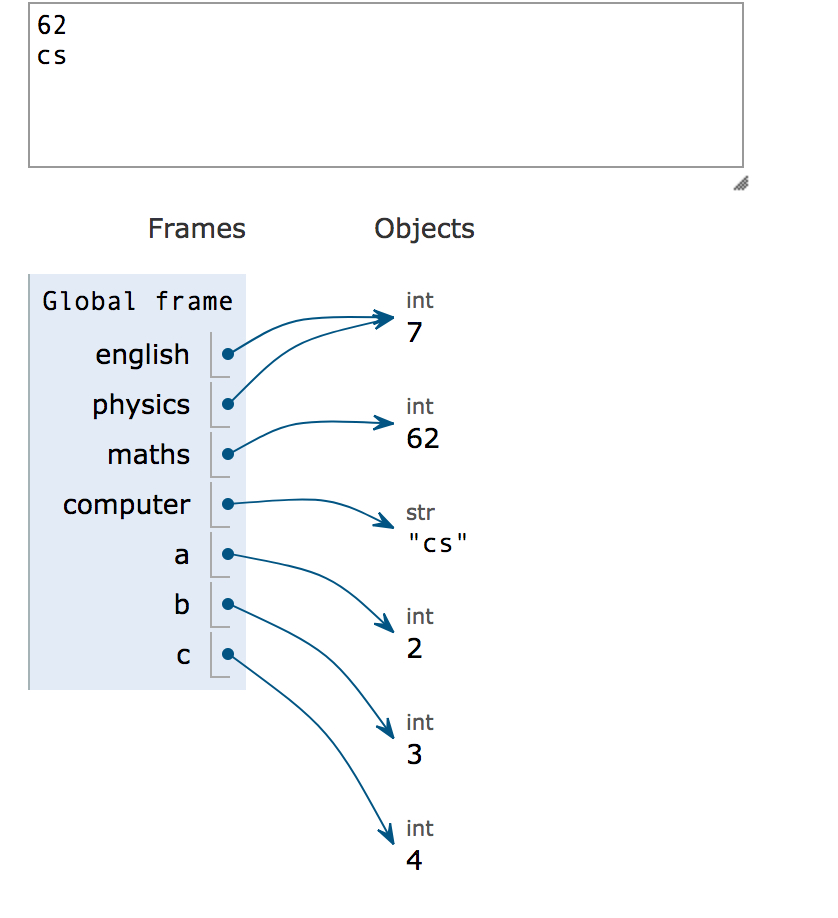 62
cs
Frames Objects
Global frame
english
physics
maths
computer
a
b
c
int
7
int
62
str
"cs"
int
2
int
3
int
4